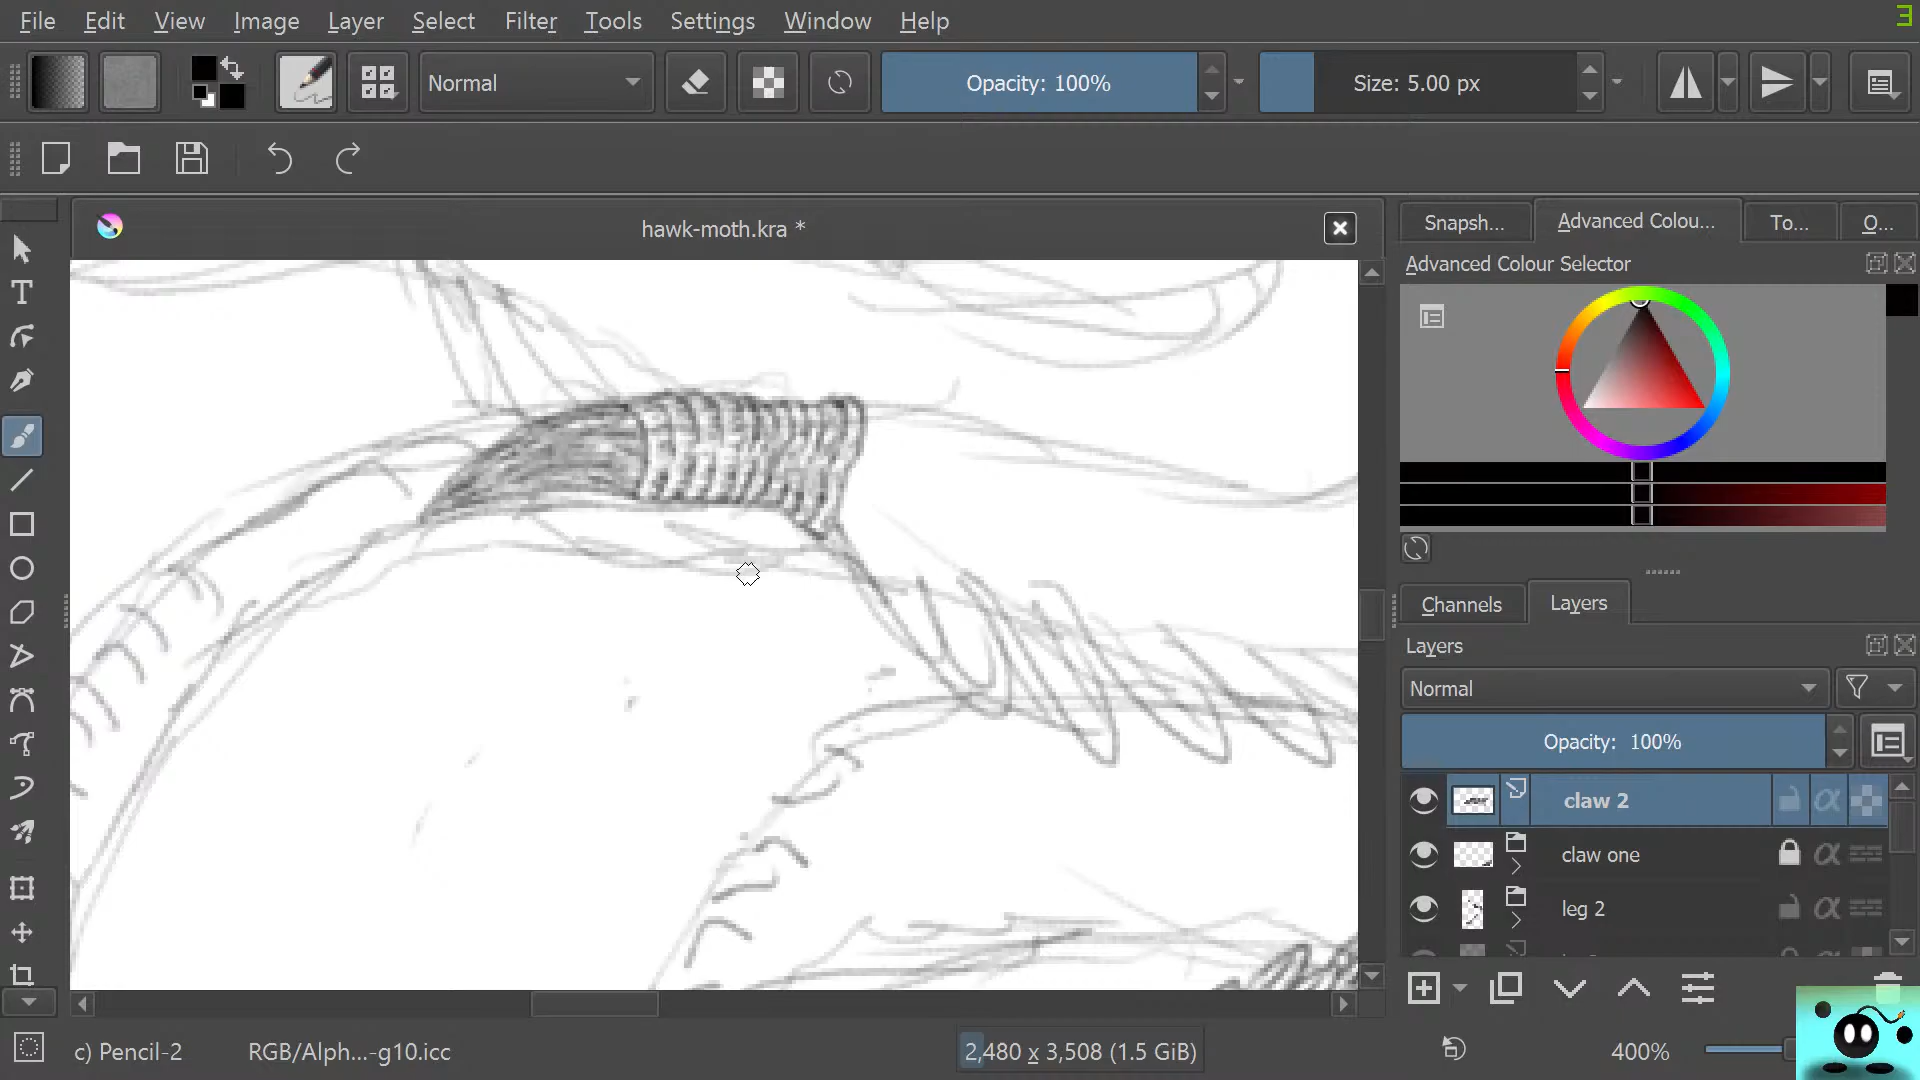 File Edit View Image Layer Select Filter Tools Settings Window Help
3
Normal Opacity: 100% Size: 5.00 px
hawk-moth.kra *
Snapsh... Advanced Colou... To... O...
Advanced Colour Selector
Channels Layers
Layers
Normal
Opacity: 100%
claw 2
claw one
leg 2
c) Pencil-2 RGB/Alph...-g10.icc 2,480 x 3,508 (1.5 GiB) 400%